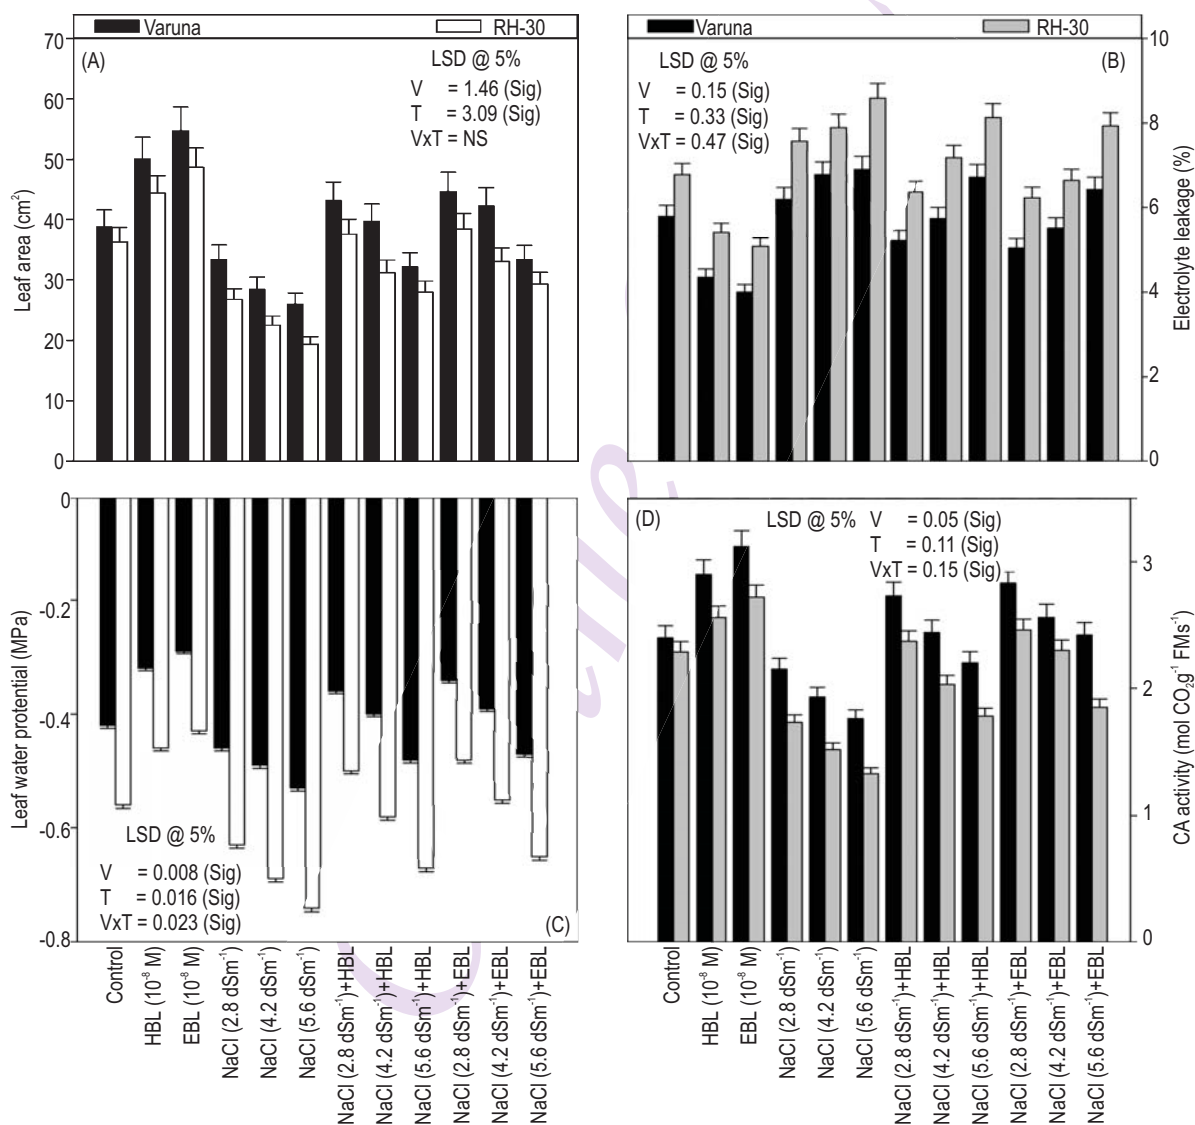 Varuna RH-30
(A)
LSD @ 5%
V = 1.46 (Sig)
T = 3.09 (Sig)
VxT = NS
Leaf area (cm²)
70
60
50
40
30
20
10
0
Varuna RH-30
(B)
LSD @ 5%
V = 0.15 (Sig)
T = 0.33 (Sig)
VxT = 0.47 (Sig)
Electrolyte leakage (%)
10
8
6
4
2
0
Leaf water potential (MPa)
0
-0.2
-0.4
-0.6
-0.8
LSD @ 5%
V = 0.008 (Sig)
T = 0.016 (Sig)
VxT = 0.023 (Sig)
(C)
Control
HBL (10⁻⁸ M)
EBL (10⁻⁸ M)
NaCl (2.8 dSm⁻¹)
NaCl (4.2 dSm⁻¹)
NaCl (5.6 dSm⁻¹)
NaCl (2.8 dSm⁻¹)+HBL
NaCl (4.2 dSm⁻¹)+HBL
NaCl (5.6 dSm⁻¹)+HBL
NaCl (2.8 dSm⁻¹)+EBL
NaCl (4.2 dSm⁻¹)+EBL
NaCl (5.6 dSm⁻¹)+EBL
(D)
LSD @ 5%
V = 0.05 (Sig)
T = 0.11 (Sig)
VxT = 0.15 (Sig)
CA activity (mol CO₂g⁻¹ FMs⁻¹)
3
2
1
0
Control
HBL (10⁻⁸ M)
EBL (10⁻⁸ M)
NaCl (2.8 dSm⁻¹)
NaCl (4.2 dSm⁻¹)
NaCl (5.6 dSm⁻¹)
NaCl (2.8 dSm⁻¹)+HBL
NaCl (4.2 dSm⁻¹)+HBL
NaCl (5.6 dSm⁻¹)+HBL
NaCl (2.8 dSm⁻¹)+EBL
NaCl (4.2 dSm⁻¹)+EBL
NaCl (5.6 dSm⁻¹)+EBL